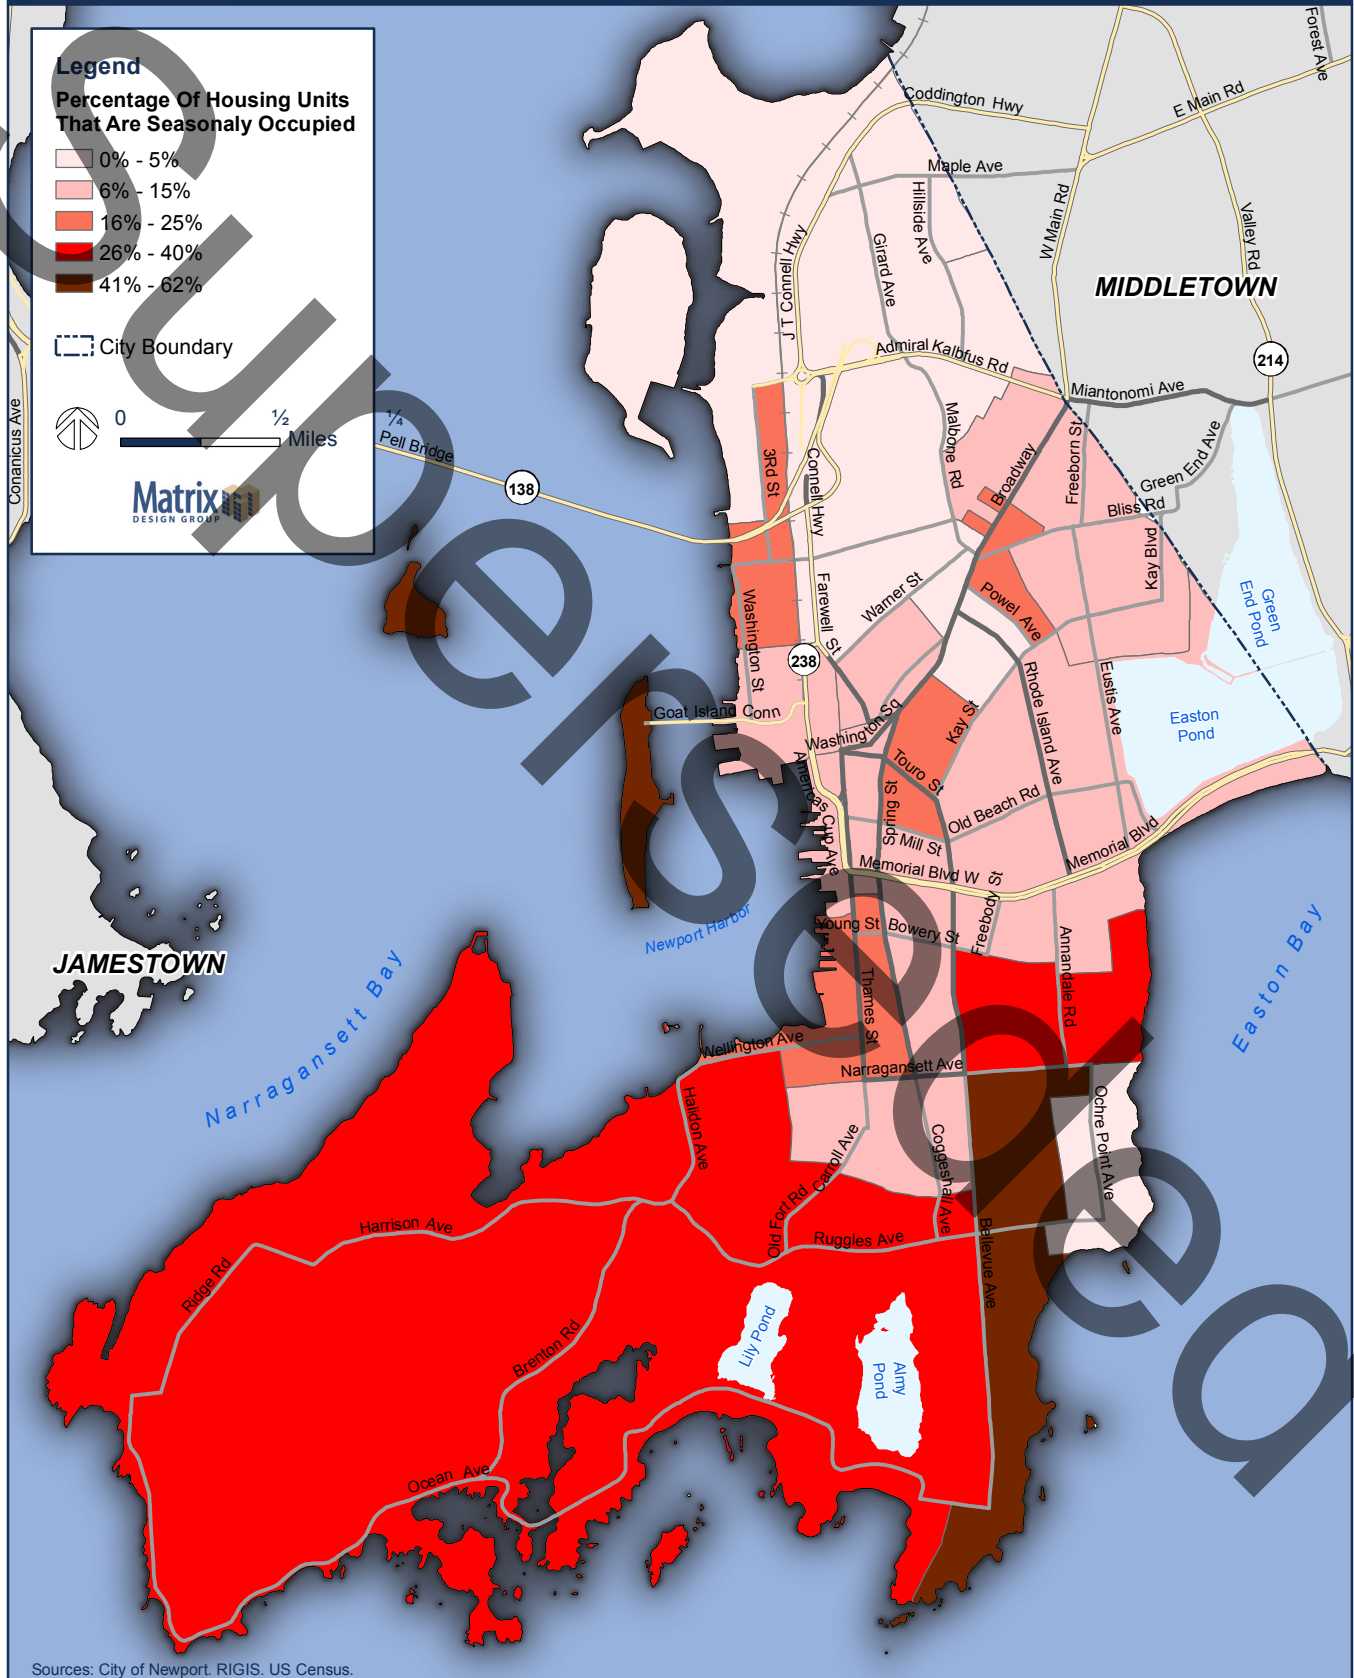 Legend
Percentage Of Housing Units
That Are Seasonaly Occupied
0% - 5%
6% - 15%
16% - 25%
26% - 40%
41% - 62%
City Boundary
0
½
¼
Miles
Matrix
DESIGN GROUP
Superseded
Conanicus Ave
Pell Bridge
138
Forest Ave
Coddington Hwy
E Main Rd
Maple Ave
Hillside Ave
W Main Rd
Valley Rd
Girard Ave
J T Connell Hwy
MIDDLETOWN
214
Admiral Kalbfus Rd
Miantonomi Ave
Malbone Rd
Broadway
Freeborn St
Green End Ave
3Rd St
Connell Hwy
Bliss Rd
Kay Blvd
Green
End Pond
Farewell St
Warner St
Powel Ave
Washington St
238
Rhode Island Ave
Eustis Ave
Easton
Pond
Goat Island Conn
Washington Sq
Kay St
Touro St
Americas Cup Ave
Spring St
Old Beach Rd
Mill St
Memorial Blvd W
Memorial Blvd
Freebody St
Newport Harbor
Young St
Bowery St
Annandale Rd
Easton Bay
JAMESTOWN
Narragansett Bay
Thames St
Wellington Ave
Narragansett Ave
Halidon Ave
Ochre Point Ave
Carroll Ave
Coggeshall Ave
Old Fort Rd
Harrison Ave
Ruggles Ave
Bellevue Ave
Ridge Rd
Brenton Rd
Lily Pond
Almy
Pond
Ocean Ave
Sources: City of Newport. RIGIS. US Census.